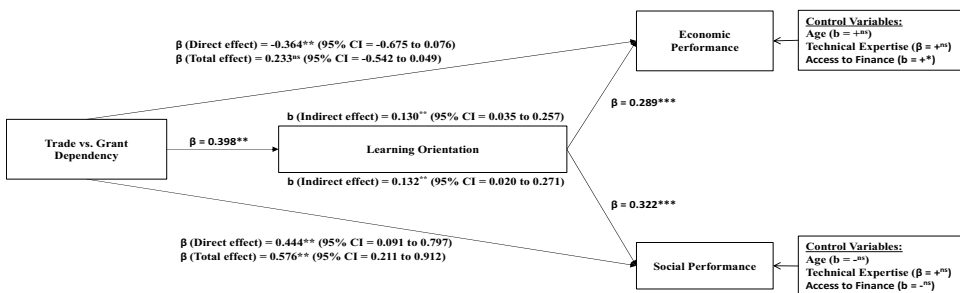 β (Direct effect) = -0.364** (95% CI = -0.675 to 0.076)
β (Total effect) = 0.233ⁿˢ (95% CI = -0.542 to 0.049)
Economic
Performance
Control Variables:
Age (b = +ⁿˢ)
Technical Expertise (β = +ⁿˢ)
Access to Finance (b = +*)
b (Indirect effect) = 0.130** (95% CI = 0.035 to 0.257)
β = 0.289***
Trade vs. Grant
Dependency
β = 0.398**
Learning Orientation
b (Indirect effect) = 0.132** (95% CI = 0.020 to 0.271)
β = 0.322***
β (Direct effect) = 0.444** (95% CI = 0.091 to 0.797)
β (Total effect) = 0.576** (95% CI = 0.211 to 0.912)
Social Performance
Control Variables:
Age (b = -ⁿˢ)
Technical Expertise (β = +ⁿˢ)
Access to Finance (b = -ⁿˢ)